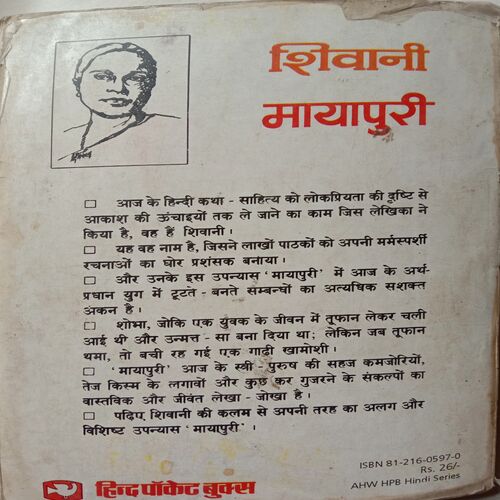 शिवानी
मायापुरी
□ आज के हिन्दी कथा - साहित्य को लोकप्रियता की दृष्टि से
आकाश की ऊंचाइयों तक ले जाने का काम जिस लेखिका ने
किया है, वह हैं शिवानी ।
□ यह वह नाम है, जिसने लाखों पाठकों को अपनी मर्मस्पर्शी
रचनाओं का घोर प्रशंसक बनाया ।
□ और उनके इस उपन्यास 'मायापुरी' में आज के अर्थ-
प्रधान युग में टूटते - बनते सम्बन्धों का अत्यधिक सशक्त
अकन है ।
□ शोभा, जोकि एक युवक के जीवन में तूफान लेकर चली
आई थी और उन्मत्त - सा बना दिया था; लेकिन जब तूफान
थमा, तो बची रह गई एक गाढ़ी खामोशी ।
□ 'मायापुरी' आज के स्त्री - पुरुष की सहज कमजोरियों,
तेज किस्म के लगावों और कुछ कर गुजरने के संकल्पों का
वास्तविक और जीवंत लेखा - जोखा है ।
□ पढ़िए शिवानी की कलम से अपनी तरह का अलग और
विशिष्ट उपन्यास 'मायापुरी' ।
ISBN 81-216-0597-0
Rs. 26/-
AHW HPB Hindi Series
हिन्द पॉकेट बुक्स